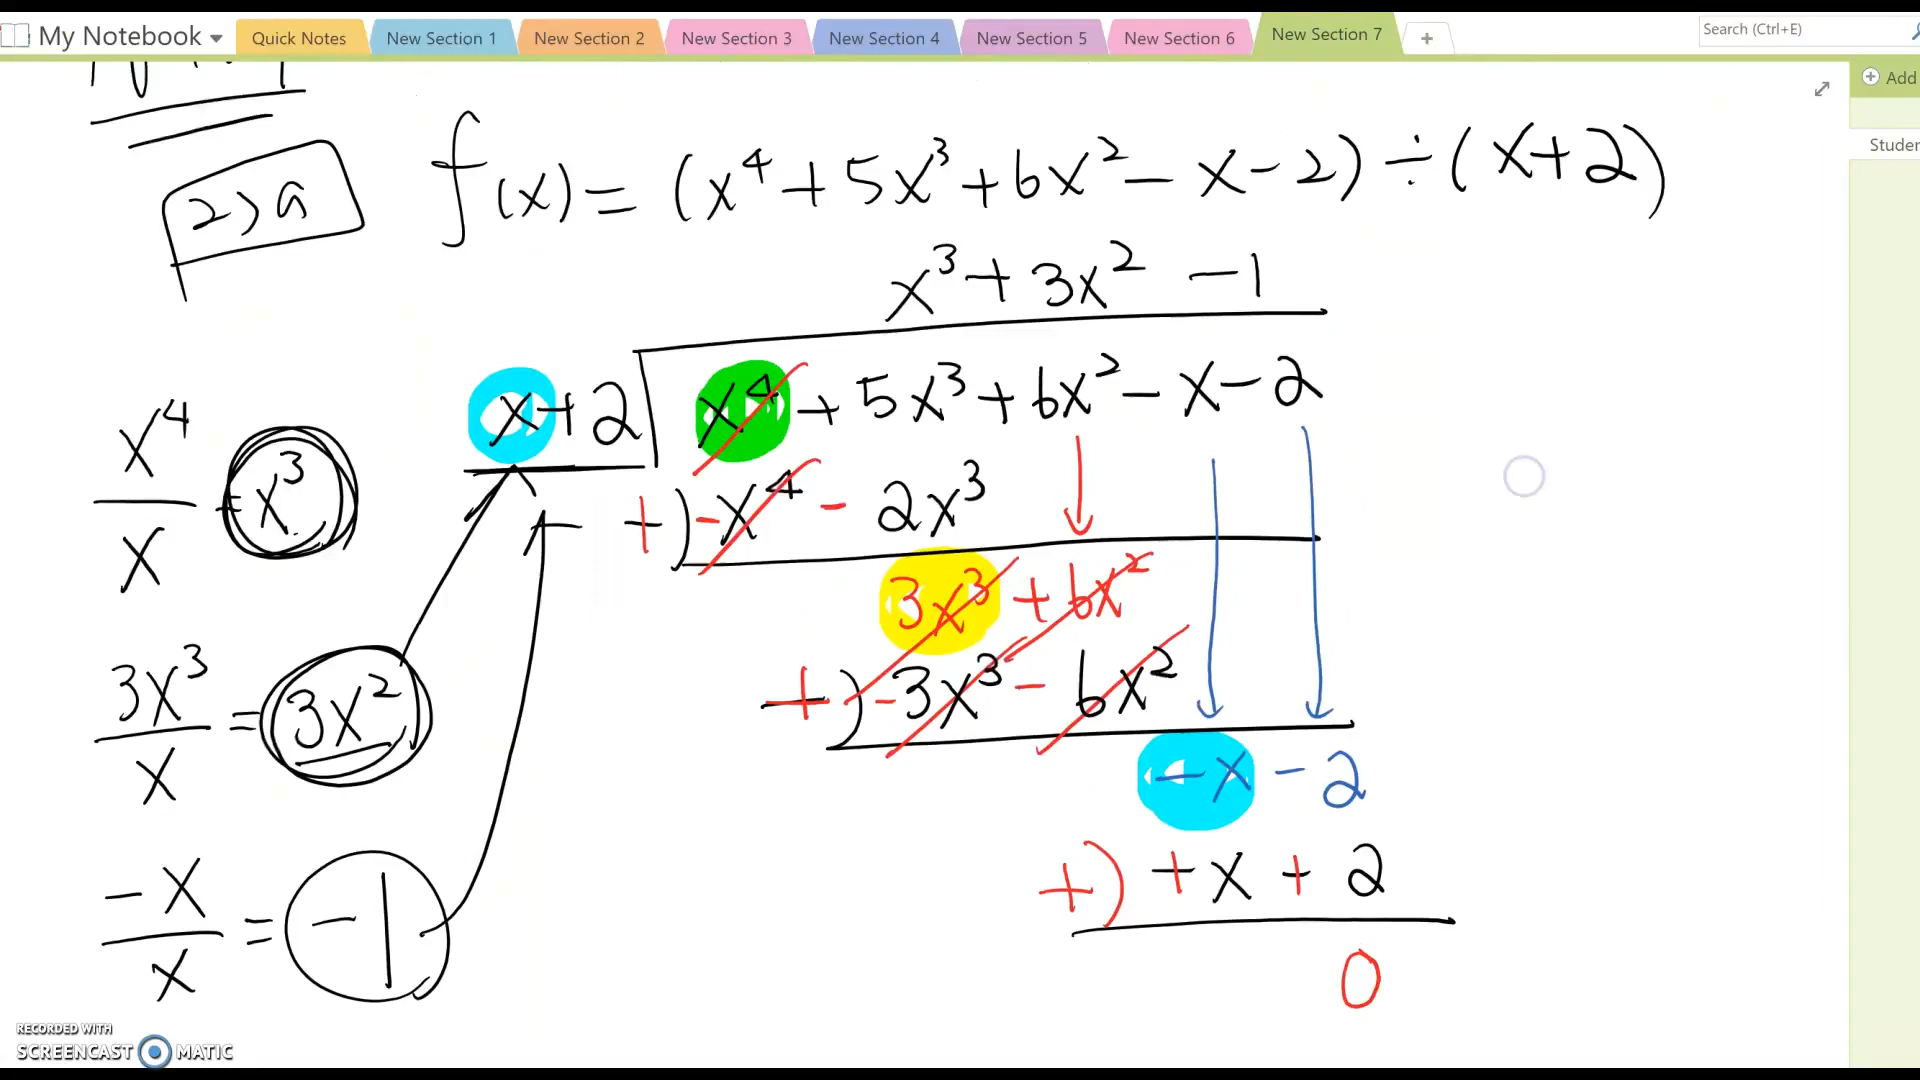 My Notebook
Quick Notes
New Section 1
New Section 2
New Section 3
New Section 4
New Section 5
New Section 6
New Section 7
+
Search (Ctrl+E)
Add
Studen
2>a
f(x) = (x⁴ + 5x³ + 6x² - x - 2) ÷ (x + 2)
x³ + 3x² - 1
x + 2
x⁴ + 5x³ + 6x² - x - 2
+) - x⁴ - 2x³
3x³ + 6x²
+) - 3x³ - 6x²
- x - 2
+) + x + 2
0
x⁴/x = x³
3x³/x = 3x²
-x/x = -1
RECORDED WITH
SCREENCAST MATIC